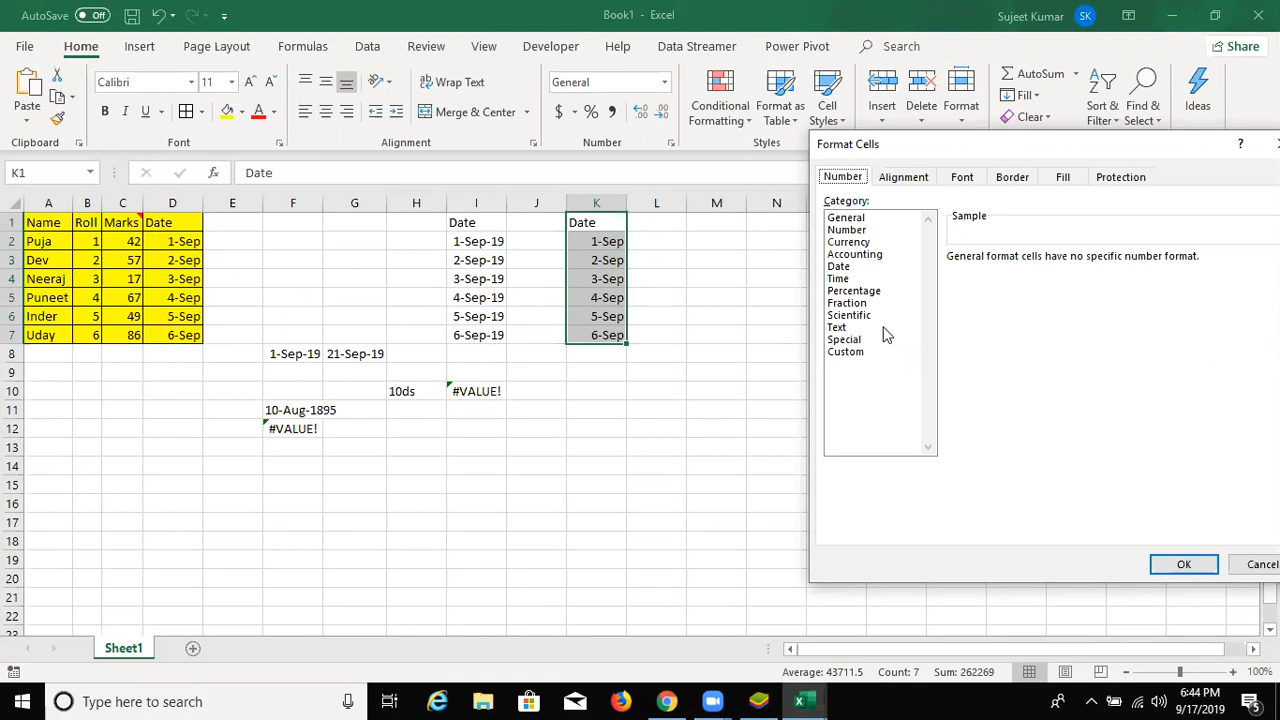 AutoSave Off Book1 - Excel Sujeet Kumar SK
File Home Insert Page Layout Formulas Data Review View Developer Help Data Streamer Power Pivot Search Share
Calibri 11 A A Wrap Text General AutoSum
Paste Conditional Format as Cell Insert Delete Format Fill Sort & Find & Ideas
B I U A Merge & Center $ % , Formatting Table Styles Clear Filter Select
Clipboard Font Alignment Number Styles
K1 fx Date
Format Cells ?
Number Alignment Font Border Fill Protection
Category:
General
Number
Currency
Accounting
Date
Time
Percentage
Fraction
Scientific
Text
Special
Custom
Sample
General format cells have no specific number format.
OK Cancel
A B C D E F G H I J K L M N
1 Name Roll Marks Date Date Date
2 Puja 1 42 1-Sep 1-Sep-19 1-Sep
3 Dev 2 57 2-Sep 2-Sep-19 2-Sep
4 Neeraj 3 17 3-Sep 3-Sep-19 3-Sep
5 Puneet 4 67 4-Sep 4-Sep-19 4-Sep
6 Inder 5 49 5-Sep 5-Sep-19 5-Sep
7 Uday 6 86 6-Sep 6-Sep-19 6-Sep
8 1-Sep-19 21-Sep-19
9
10 10ds #VALUE!
11 10-Aug-1895
12 #VALUE!
13
14
15
16
17
18
19
20
21
22
23
Sheet1
Average: 43711.5 Count: 7 Sum: 262269 100%
Type here to search 6:44 PM
9/17/2019 5